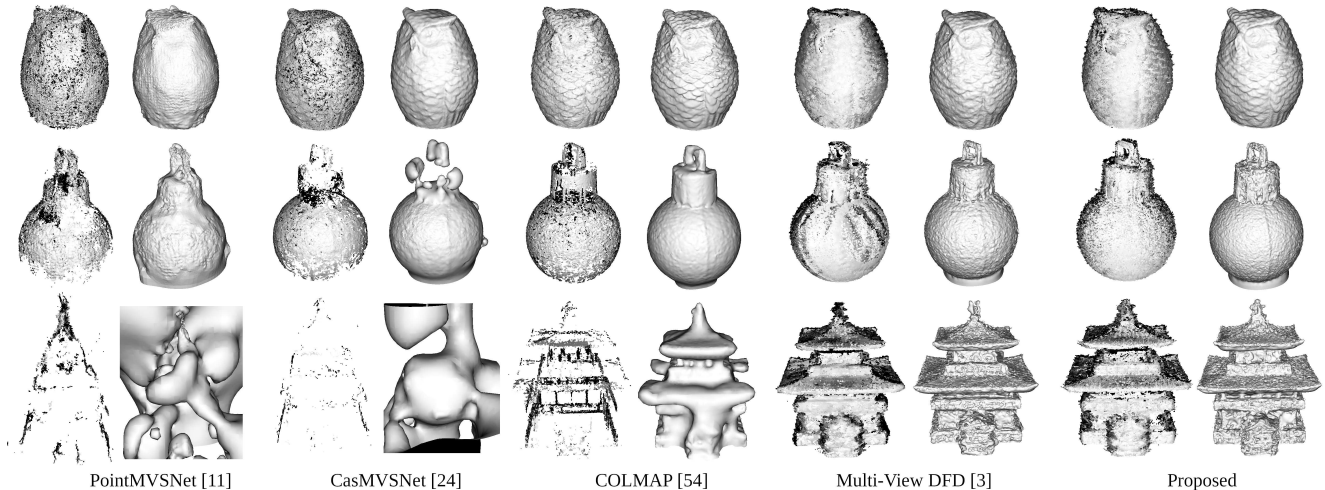 PointMVSNet [11] CasMVSNet [24] COLMAP [54] Multi-View DFD [3] Proposed